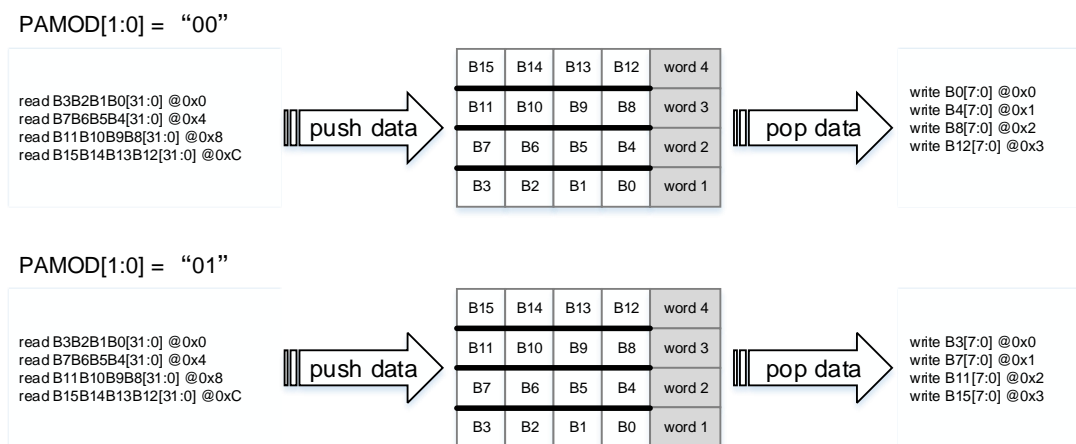 PAMOD[1:0] = “00”
read B3B2B1B0[31:0] @0x0
read B7B6B5B4[31:0] @0x4
read B11B10B9B8[31:0] @0x8
read B15B14B13B12[31:0] @0xC
push data
B15 B14 B13 B12 word 4
B11 B10 B9 B8 word 3
B7 B6 B5 B4 word 2
B3 B2 B1 B0 word 1
pop data
write B0[7:0] @0x0
write B4[7:0] @0x1
write B8[7:0] @0x2
write B12[7:0] @0x3
PAMOD[1:0] = “01”
read B3B2B1B0[31:0] @0x0
read B7B6B5B4[31:0] @0x4
read B11B10B9B8[31:0] @0x8
read B15B14B13B12[31:0] @0xC
push data
B15 B14 B13 B12 word 4
B11 B10 B9 B8 word 3
B7 B6 B5 B4 word 2
B3 B2 B1 B0 word 1
pop data
write B3[7:0] @0x0
write B7[7:0] @0x1
write B11[7:0] @0x2
write B15[7:0] @0x3